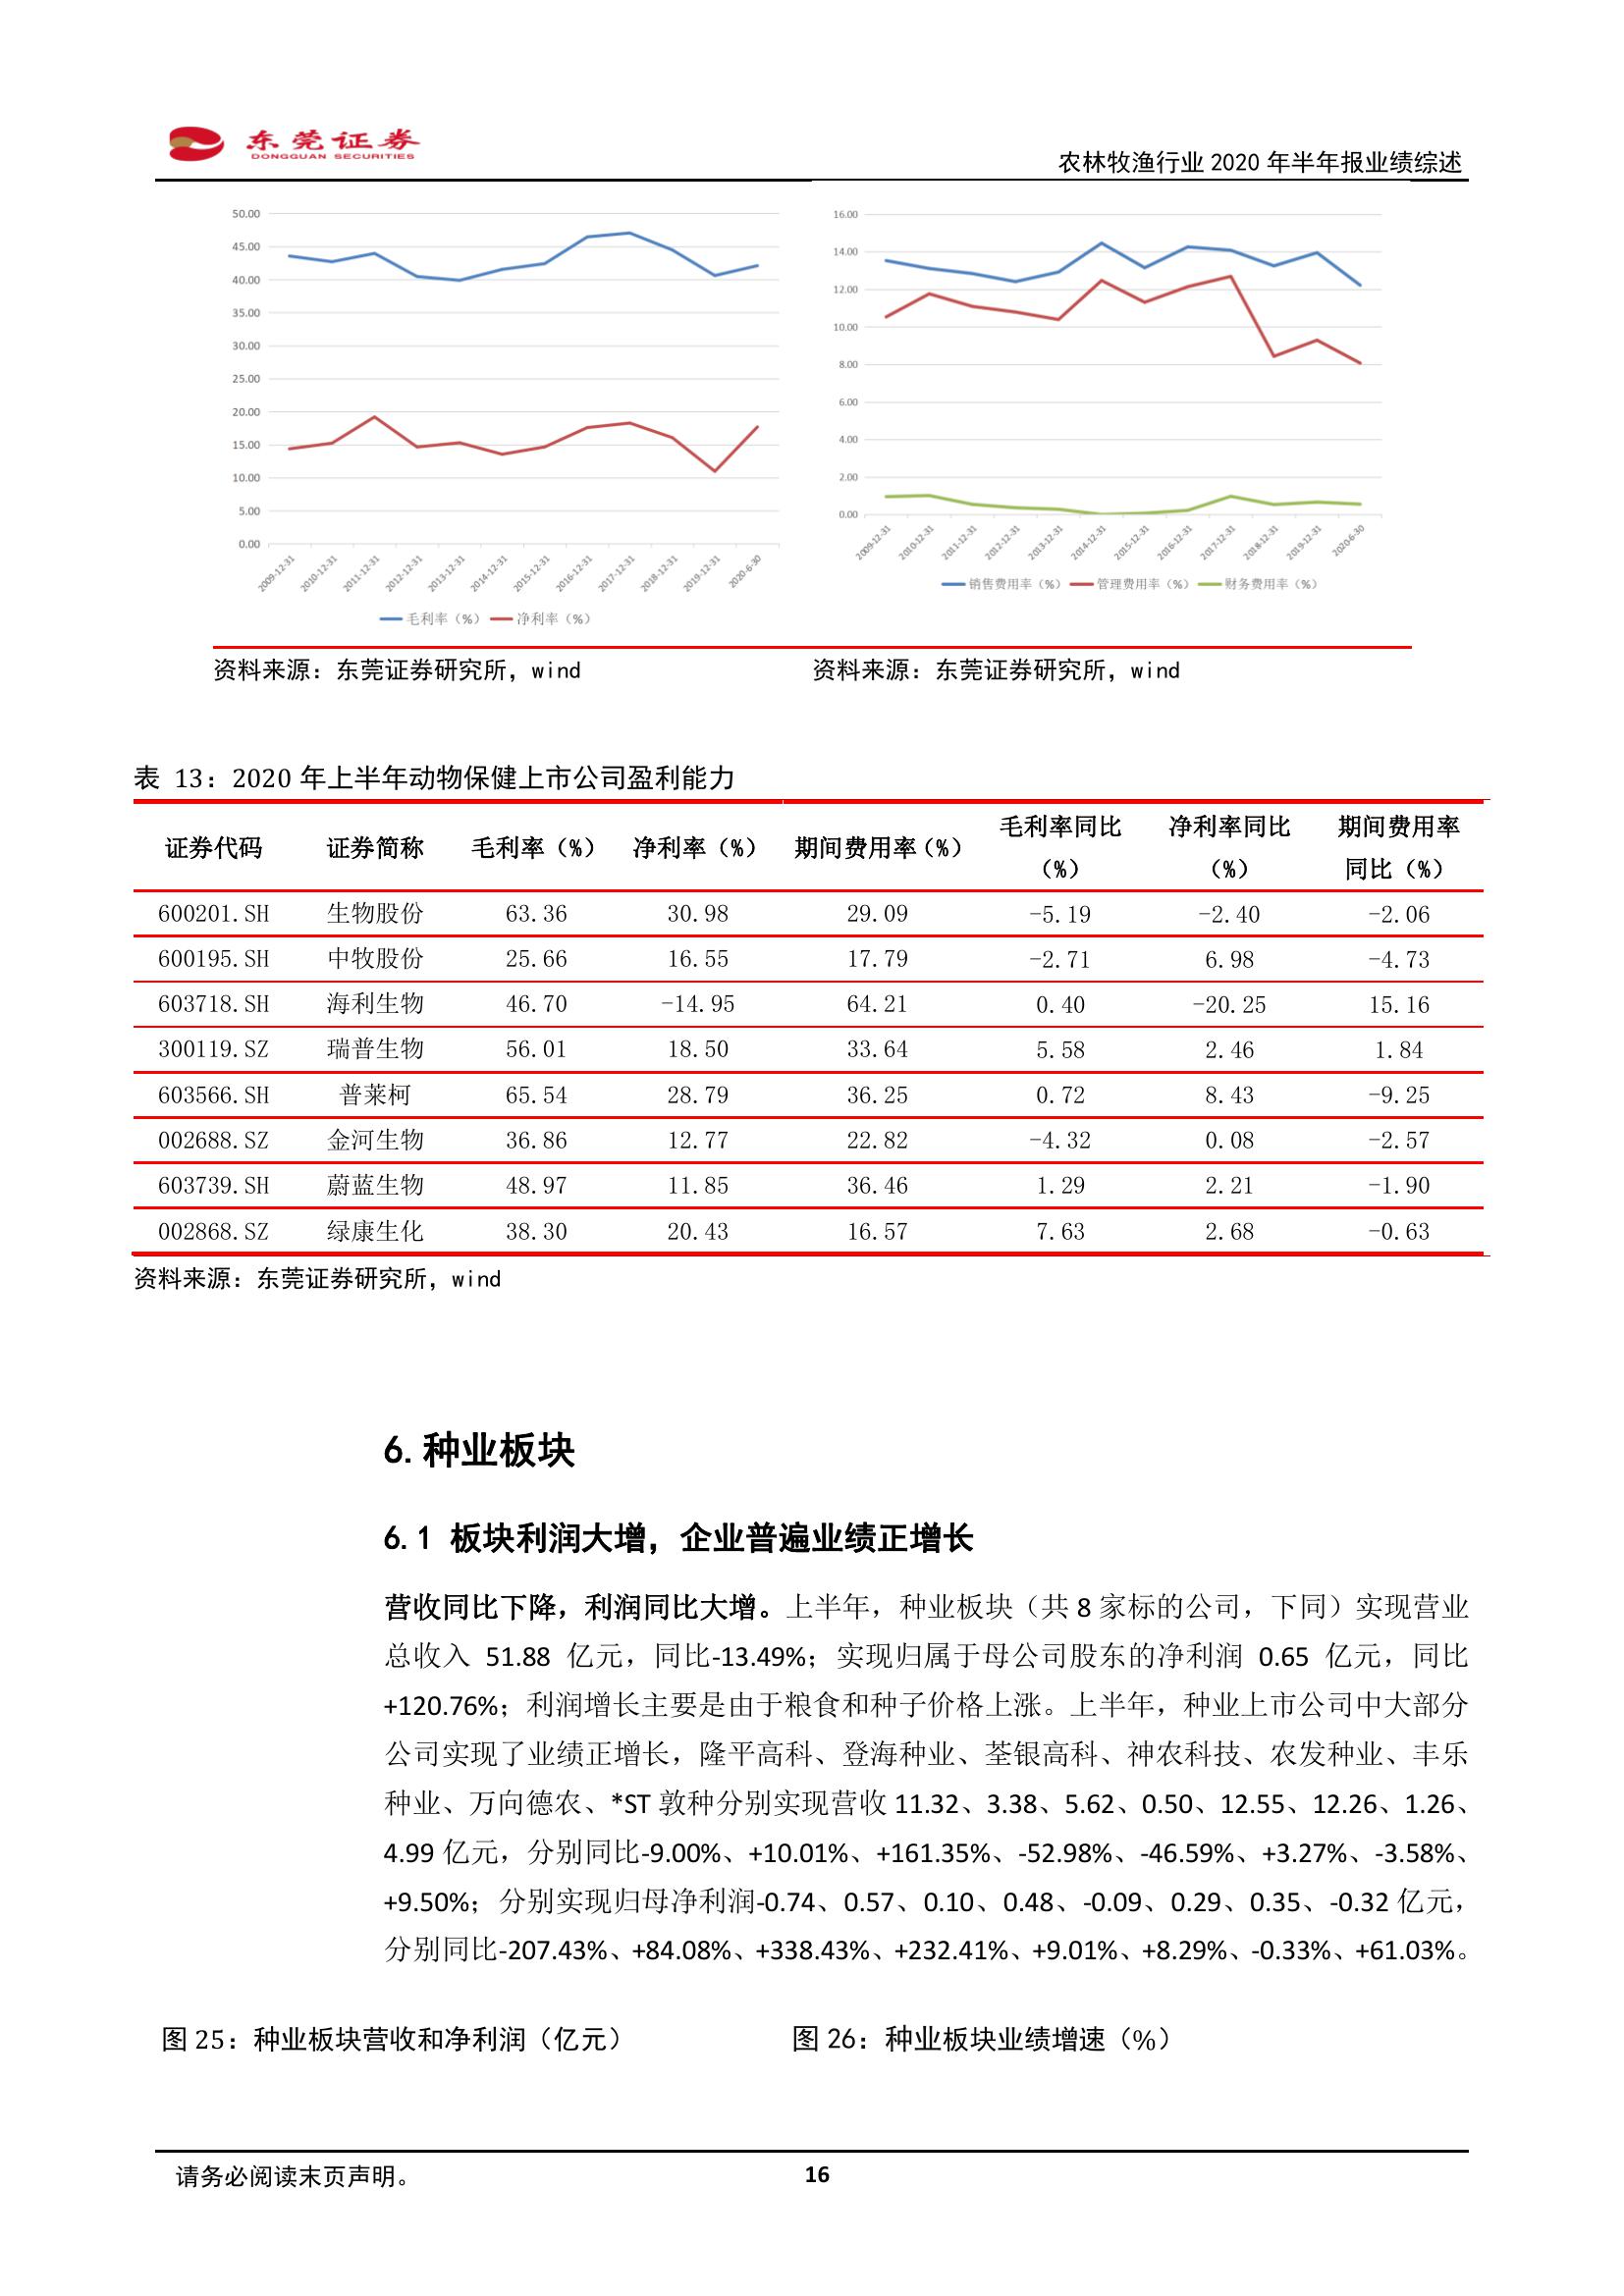 东莞证券
DONGGUAN SECURITIES
农林牧渔行业 2020 年半年报业绩综述
50.00
45.00
40.00
35.00
30.00
25.00
20.00
15.00
10.00
5.00
0.00
2009-12-31
2010-12-31
2011-12-31
2012-12-31
2013-12-31
2014-12-31
2015-12-31
2016-12-31
2017-12-31
2018-12-31
2019-12-31
2020-6-30
毛利率（%） 净利率（%）
16.00
14.00
12.00
10.00
8.00
6.00
4.00
2.00
0.00
2009-12-31
2010-12-31
2011-12-31
2012-12-31
2013-12-31
2014-12-31
2015-12-31
2016-12-31
2017-12-31
2018-12-31
2019-12-31
2020-6-30
销售费用率（%） 管理费用率（%） 财务费用率（%）
资料来源：东莞证券研究所，wind 资料来源：东莞证券研究所，wind
表 13：2020 年上半年动物保健上市公司盈利能力
证券代码 证券简称 毛利率（%） 净利率（%） 期间费用率（%） 毛利率同比（%） 净利率同比（%） 期间费用率同比（%）
600201.SH 生物股份 63.36 30.98 29.09 -5.19 -2.40 -2.06
600195.SH 中牧股份 25.66 16.55 17.79 -2.71 6.98 -4.73
603718.SH 海利生物 46.70 -14.95 64.21 0.40 -20.25 15.16
300119.SZ 瑞普生物 56.01 18.50 33.64 5.58 2.46 1.84
603566.SH 普莱柯 65.54 28.79 36.25 0.72 8.43 -9.25
002688.SZ 金河生物 36.86 12.77 22.82 -4.32 0.08 -2.57
603739.SH 蔚蓝生物 48.97 11.85 36.46 1.29 2.21 -1.90
002868.SZ 绿康生化 38.30 20.43 16.57 7.63 2.68 -0.63
资料来源：东莞证券研究所，wind
6.种业板块
6.1 板块利润大增，企业普遍业绩正增长
营收同比下降，利润同比大增。上半年，种业板块（共 8 家标的公司，下同）实现营业
总收入 51.88 亿元，同比-13.49%；实现归属于母公司股东的净利润 0.65 亿元，同比
+120.76%；利润增长主要是由于粮食和种子价格上涨。上半年，种业上市公司中大部分
公司实现了业绩正增长，隆平高科、登海种业、荃银高科、神农科技、农发种业、丰乐
种业、万向德农、*ST 敦种分别实现营收 11.32、3.38、5.62、0.50、12.55、12.26、1.26、
4.99 亿元，分别同比-9.00%、+10.01%、+161.35%、-52.98%、-46.59%、+3.27%、-3.58%、
+9.50%；分别实现归母净利润-0.74、0.57、0.10、0.48、-0.09、0.29、0.35、-0.32 亿元，
分别同比-207.43%、+84.08%、+338.43%、+232.41%、+9.01%、+8.29%、-0.33%、+61.03%。
图 25：种业板块营收和净利润（亿元） 图 26：种业板块业绩增速（%）
请务必阅读末页声明。 16